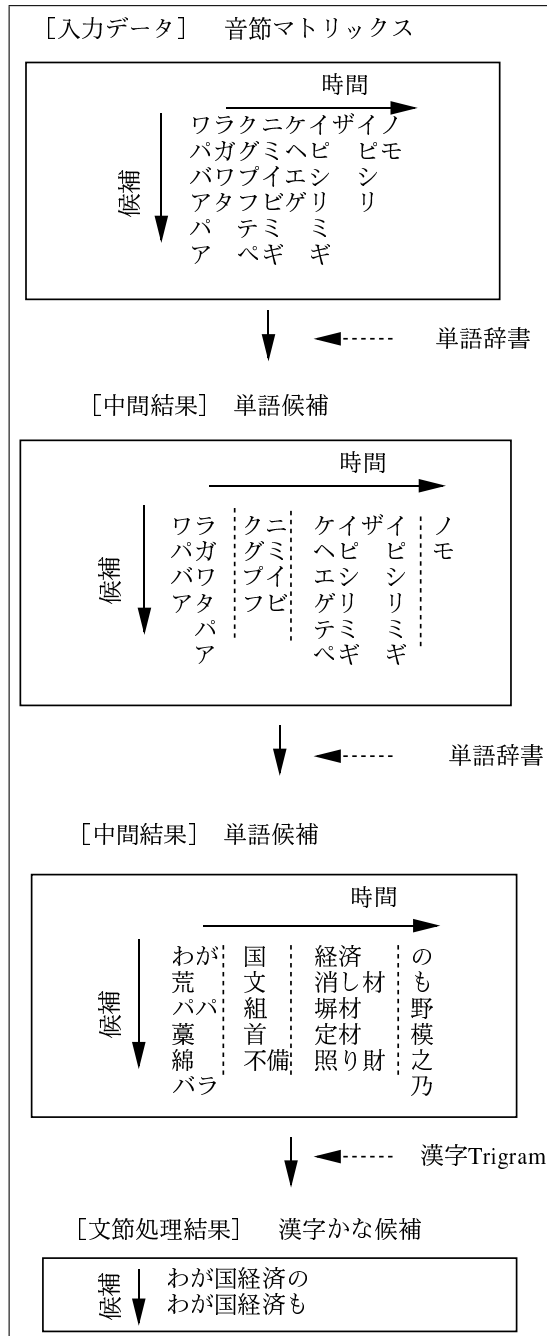 ［入力データ］ 音節マトリックス
時間
候補
ワラクニケイザイノ
パガグミヘピ ピモ
バワプイエシ シ
アタフビゲリ リ
パ テミ ミ
ア ペギ ギ
単語辞書
［中間結果］ 単語候補
時間
候補
ワラ クニ ケイザイ ノ
パガ グミ ヘピ ピ モ
バワ プイ エシ シ
アタ フビ ゲリ リ
パ テミ ミ
ア ペギ ギ
単語辞書
［中間結果］ 単語候補
時間
候補
わが 国 経済 の
荒 文 消し材 も
パパ 組 塀材 野
藁 首 定材 模
綿 不備 照り財 之
バラ 乃
漢字Trigram
［文節処理結果］ 漢字かな候補
候補
わが国経済の
わが国経済も